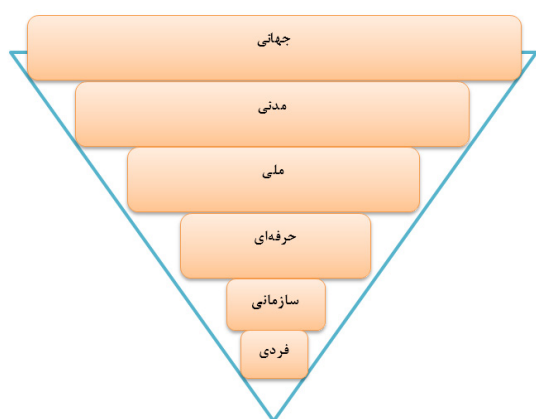 جهانی
مدنی
ملی
حرفه‌ای
سازمانی
فردی